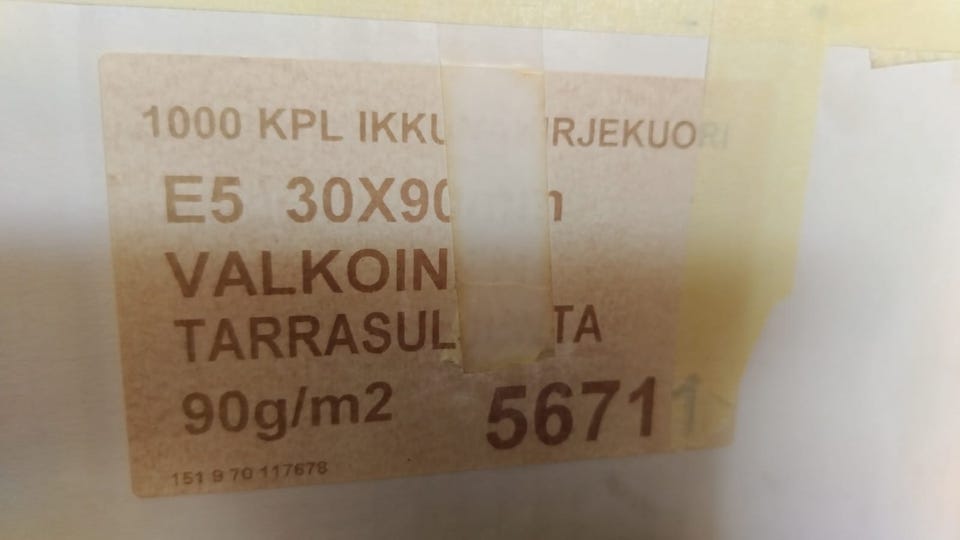 1000 KPL IKKU RJEKUORI
E5 30X90
VALKOIN
TARRASUL TA
90g/m2 56711
151 9 70 117678